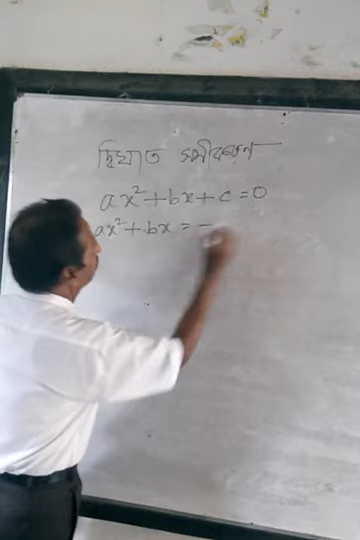 দ্বিঘাত সমীকরণ
ax²+bx+c=0
ax²+bx = –